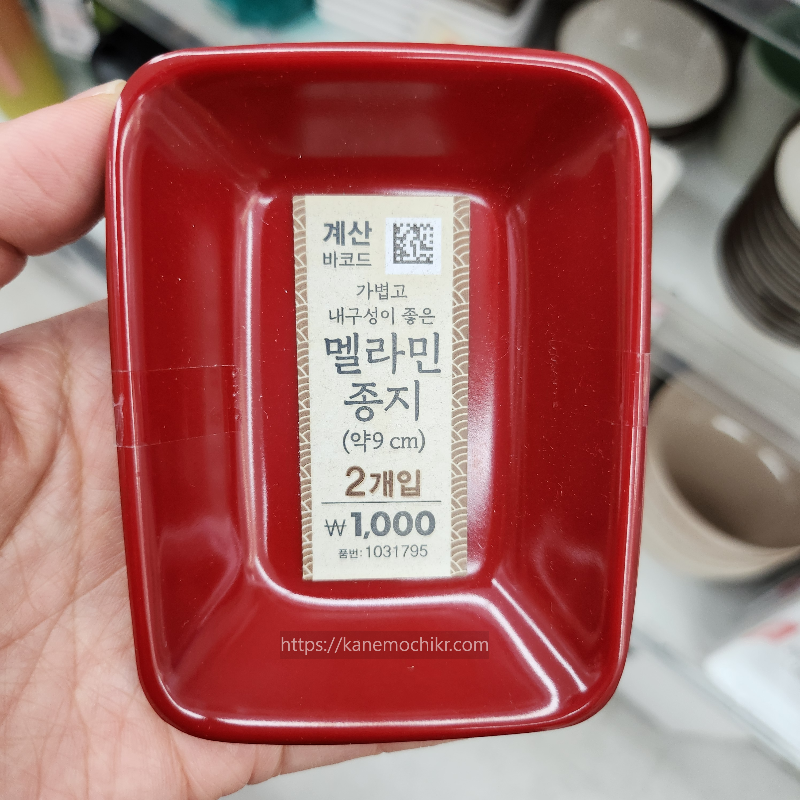 계산
바코드
가볍고
내구성이 좋은
멜라민
종지
(약9 cm)
2개입
₩1,000
품번: 1031795
https://kanemochikr.com